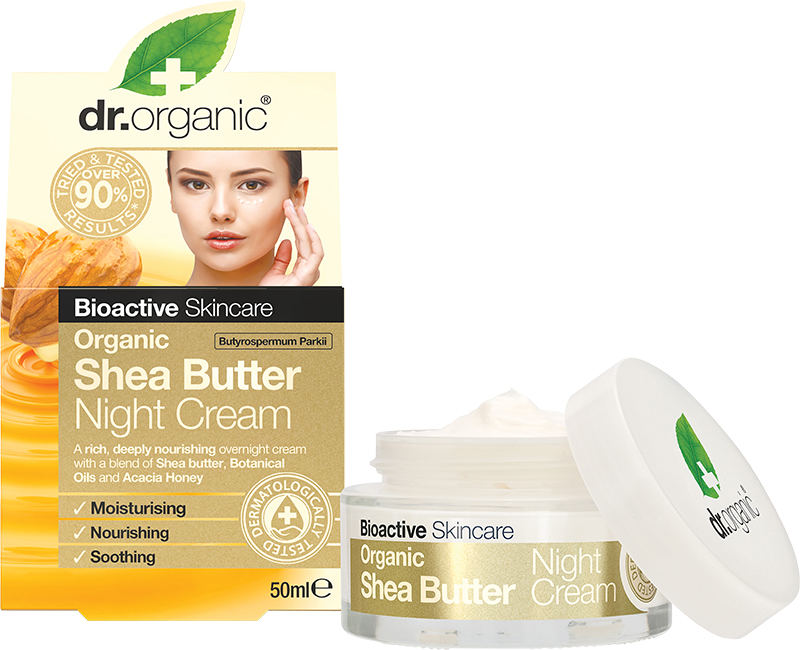 dr.organic®
TRIED & TESTED
OVER
90%
RESULTS*
Bioactive Skincare
Organic
Butyrospermum Parkii
Shea Butter
Night Cream
A rich, deeply nourishing overnight cream
with a blend of Shea butter, Botanical
Oils and Acacia Honey
✓ Moisturising
✓ Nourishing
✓ Soothing
DERMATOLOGICALLY TESTED
50ml℮
Bioactive Skincare
Organic
Shea Butter
Night
Cream
dr.organic®